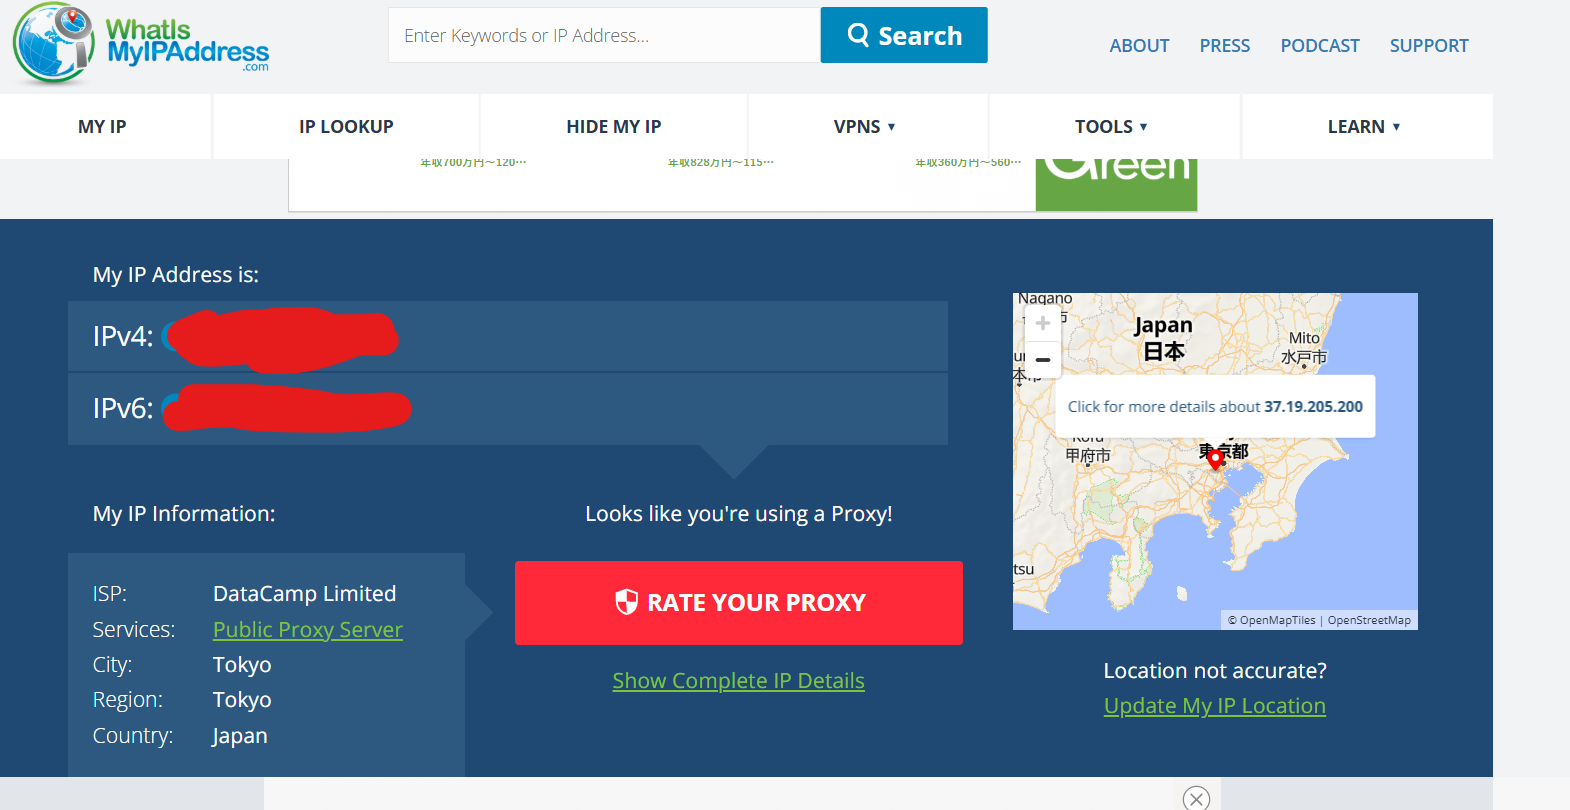 WhatIs
MyIPAddress
.com
Enter Keywords or IP Address...
Search
ABOUT
PRESS
PODCAST
SUPPORT
MY IP
IP LOOKUP
HIDE MY IP
VPNS
TOOLS
LEARN
年収700万円～120…
年収828万円～115…
年収360万円～560…
Green
My IP Address is:
IPv4:
IPv6:
My IP Information:
ISP: DataCamp Limited
Services: Public Proxy Server
City: Tokyo
Region: Tokyo
Country: Japan
Looks like you're using a Proxy!
RATE YOUR PROXY
Show Complete IP Details
Nagano
Japan
日本
Mito
水戸市
Click for more details about 37.19.205.200
Kofu
甲府市
東京都
© OpenMapTiles | OpenStreetMap
Location not accurate?
Update My IP Location